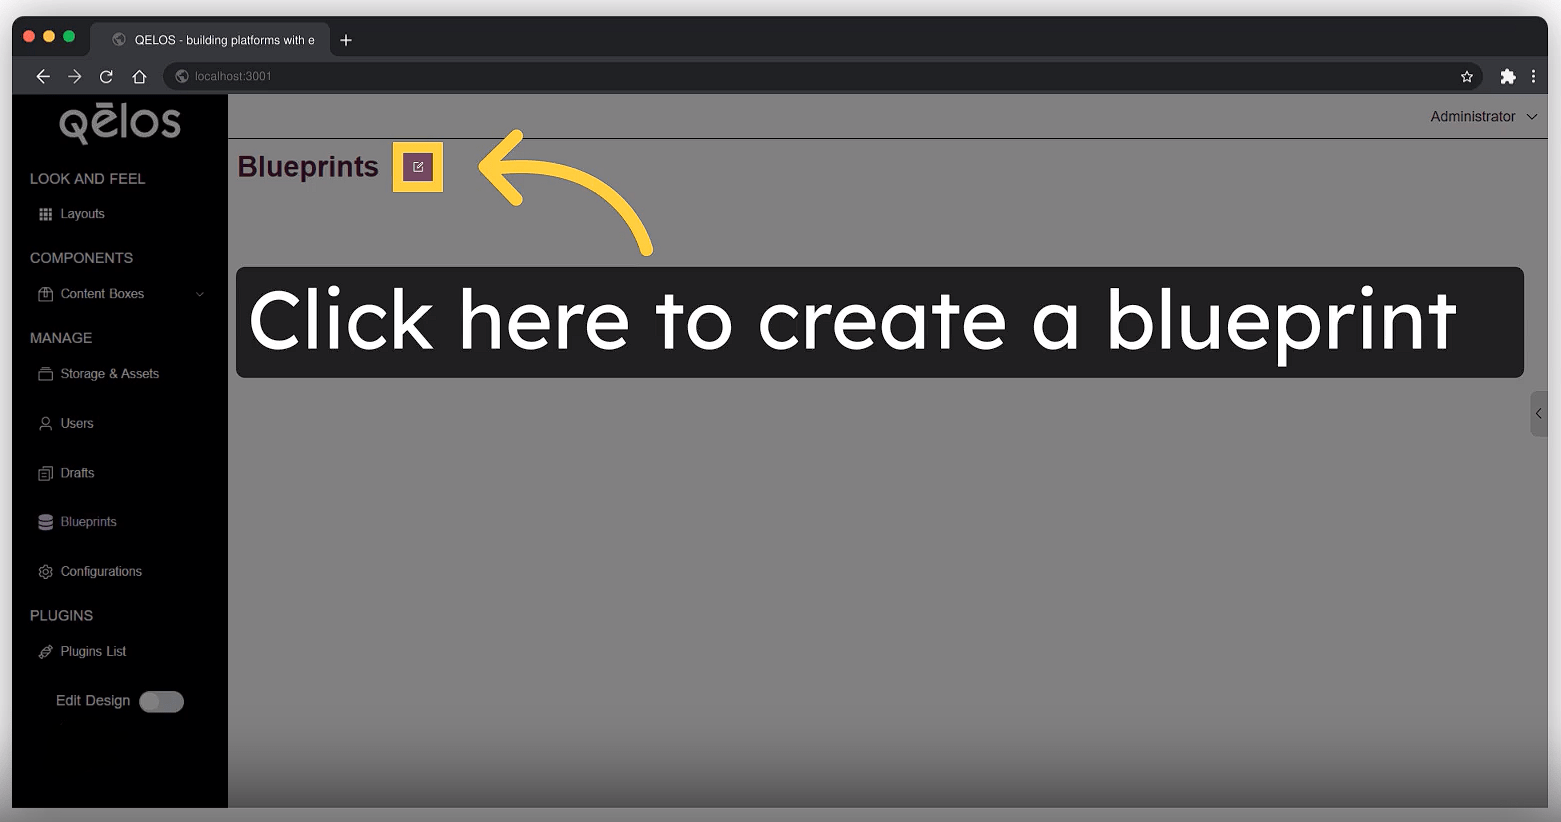 QELOS - building platforms with e
localhost:3001
qēlos
Administrator
LOOK AND FEEL
Layouts
COMPONENTS
Content Boxes
MANAGE
Storage & Assets
Users
Drafts
Blueprints
Configurations
PLUGINS
Plugins List
Edit Design
Blueprints
Click here to create a blueprint